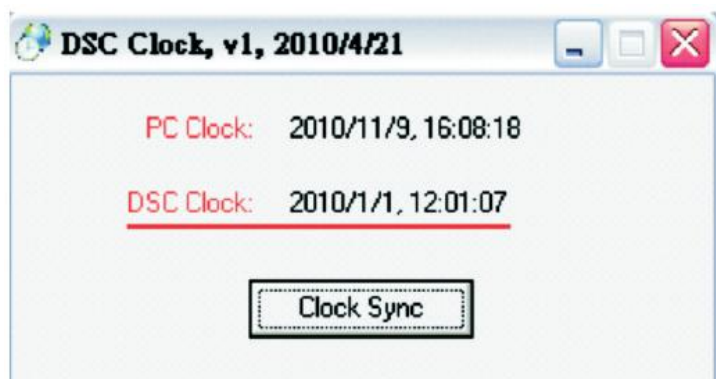 DSC Clock, v1, 2010/4/21
PC Clock: 2010/11/9, 16:08:18
DSC Clock: 2010/1/1, 12:01:07
Clock Sync